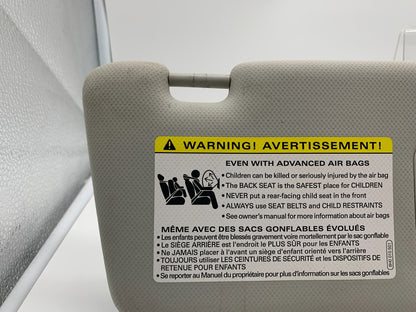 WARNING! AVERTISSEMENT!
EVEN WITH ADVANCED AIR BAGS
• Children can be killed or seriously injured by the air bag
• The BACK SEAT is the SAFEST place for CHILDREN
• NEVER put a rear-facing child seat in the front
• ALWAYS use SEAT BELTS and CHILD RESTRAINTS
• See owner's manual for more information about air bags
MÊME AVEC DES SACS GONFLABLES ÉVOLUÉS
• Les enfants peuvent être blessés gravement voire mortellement par le sac gonflable
• Le SIÈGE ARRIÈRE est l'endroit le PLUS SÛR pour les ENFANTS
• Ne JAMAIS placer à l'avant un siège d'enfant orienté vers l'arrière
• TOUJOURS utiliser LES CEINTURES DE SÉCURITÉ et les DISPOSITIFS DE
RETENUE POUR ENFANTS
• Se reporter au Manuel du propriétaire pour plus d'information sur les sacs gonflables